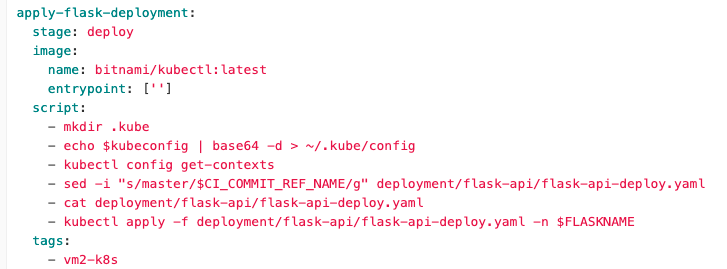 apply-flask-deployment:
  stage: deploy
  image:
    name: bitnami/kubectl:latest
    entrypoint: ['']
  script:
    - mkdir .kube
    - echo $kubeconfig | base64 -d > ~/.kube/config
    - kubectl config get-contexts
    - sed -i "s/master/$CI_COMMIT_REF_NAME/g" deployment/flask-api/flask-api-deploy.yaml
    - cat deployment/flask-api/flask-api-deploy.yaml
    - kubectl apply -f deployment/flask-api/flask-api-deploy.yaml -n $FLASKNAME
  tags:
    - vm2-k8s